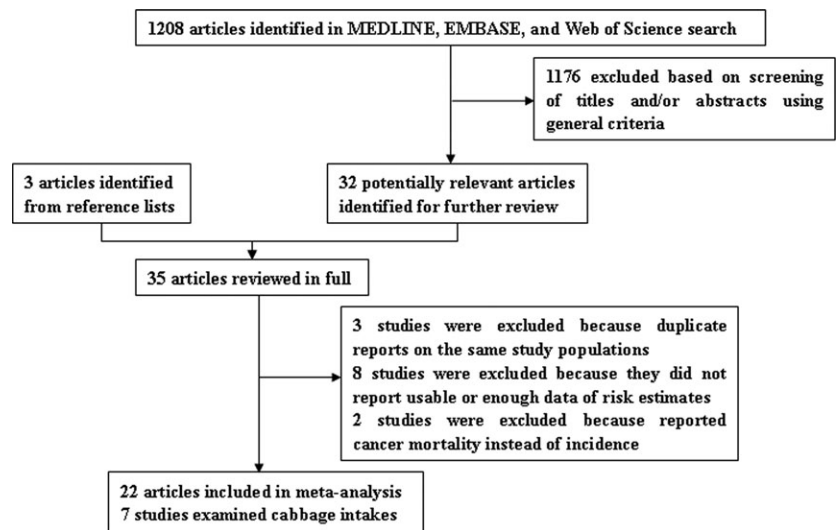 1208 articles identified in MEDLINE, EMBASE, and Web of Science search
1176 excluded based on screening
of titles and/or abstracts using
general criteria
3 articles identified
from reference lists
32 potentially relevant articles
identified for further review
35 articles reviewed in full
3 studies were excluded because duplicate
reports on the same study populations
8 studies were excluded because they did not
report usable or enough data of risk estimates
2 studies were excluded because reported
cancer mortality instead of incidence
22 articles included in meta-analysis
7 studies examined cabbage intakes